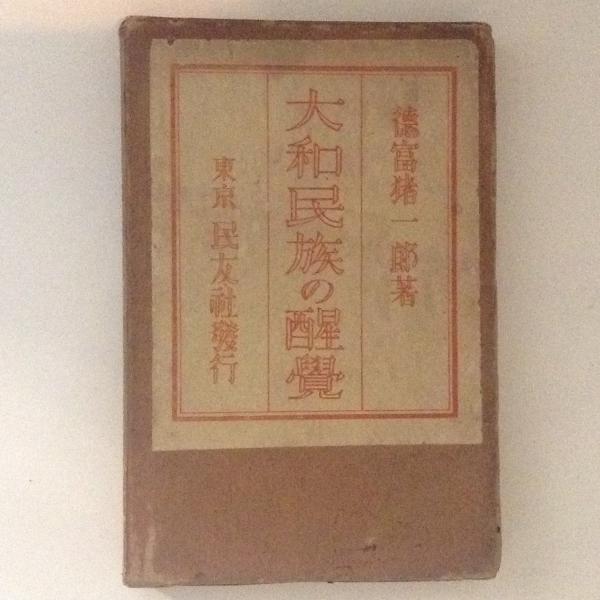 德富猪一郎著
大和民族の醒覺
東京民友社發行